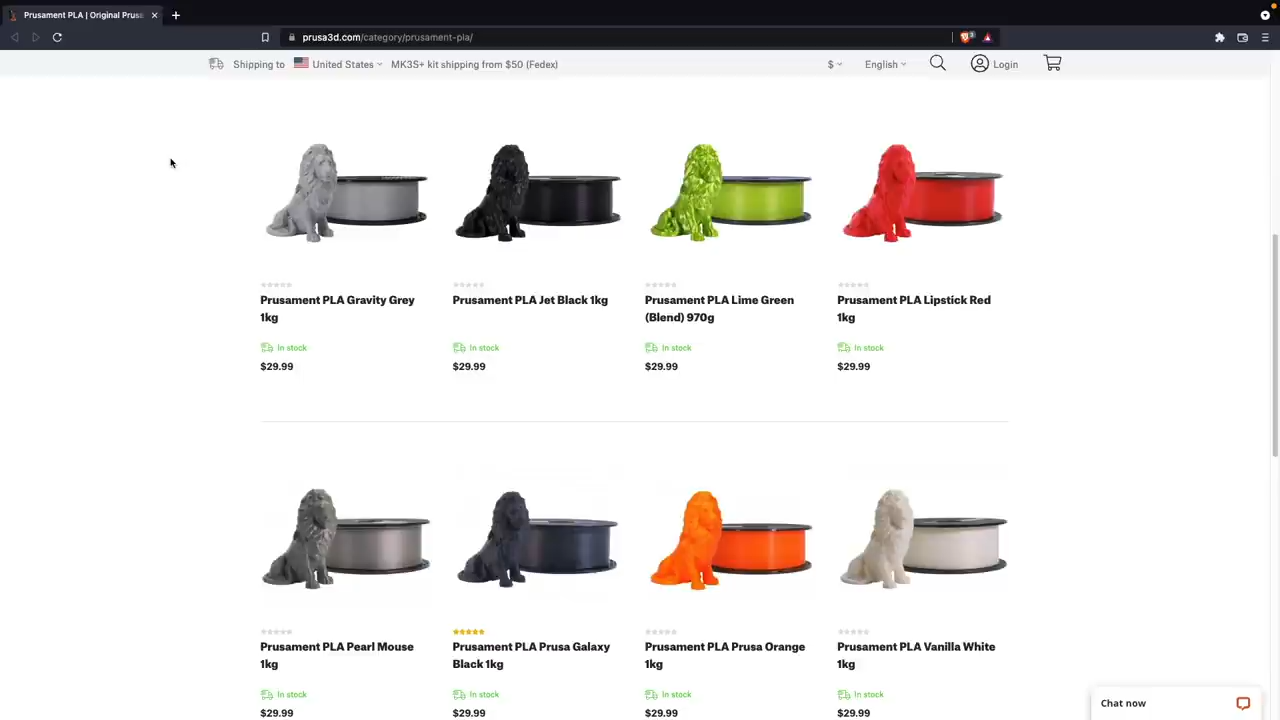 Prusament PLA | Original Prusa
prusa3d.com/category/prusament-pla/
3
Shipping to United States MK3S+ kit shipping from $50 (Fedex) $ English Login
Prusament PLA Gravity Grey
1kg
In stock
$29.99
Prusament PLA Jet Black 1kg
In stock
$29.99
Prusament PLA Lime Green
(Blend) 970g
In stock
$29.99
Prusament PLA Lipstick Red
1kg
In stock
$29.99
Prusament PLA Pearl Mouse
1kg
In stock
$29.99
Prusament PLA Prusa Galaxy
Black 1kg
In stock
$29.99
Prusament PLA Prusa Orange
1kg
In stock
$29.99
Prusament PLA Vanilla White
1kg
In stock
$29.99
Chat now